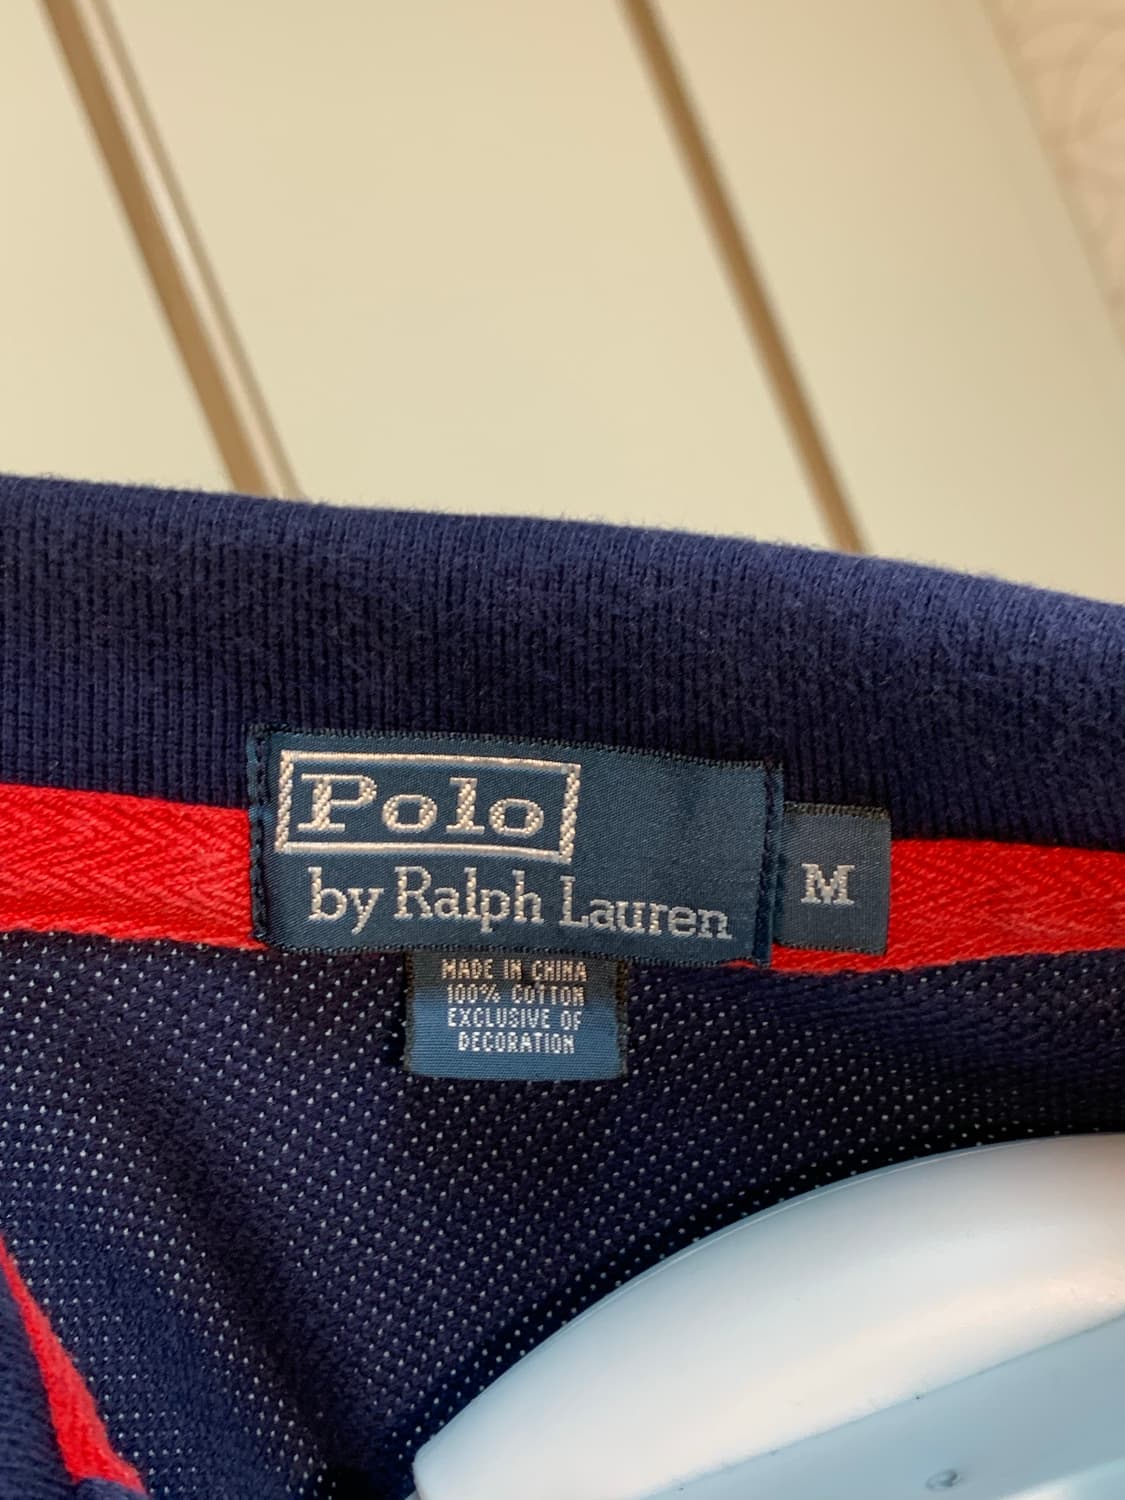 Polo
by Ralph Lauren
M
MADE IN CHINA
100% COTTON
EXCLUSIVE OF
DECORATION